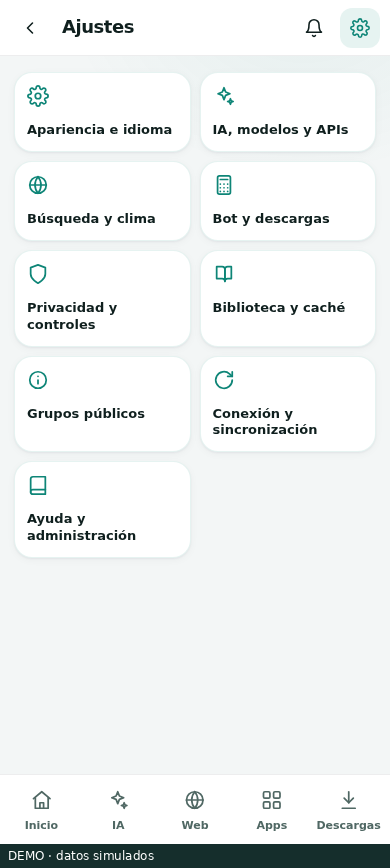 Ajustes
Apariencia e idioma
IA, modelos y APIs
Búsqueda y clima
Bot y descargas
Privacidad y
controles
Biblioteca y caché
Grupos públicos
Conexión y
sincronización
Ayuda y
administración
Inicio
IA
Web
Apps
Descargas
DEMO · datos simulados